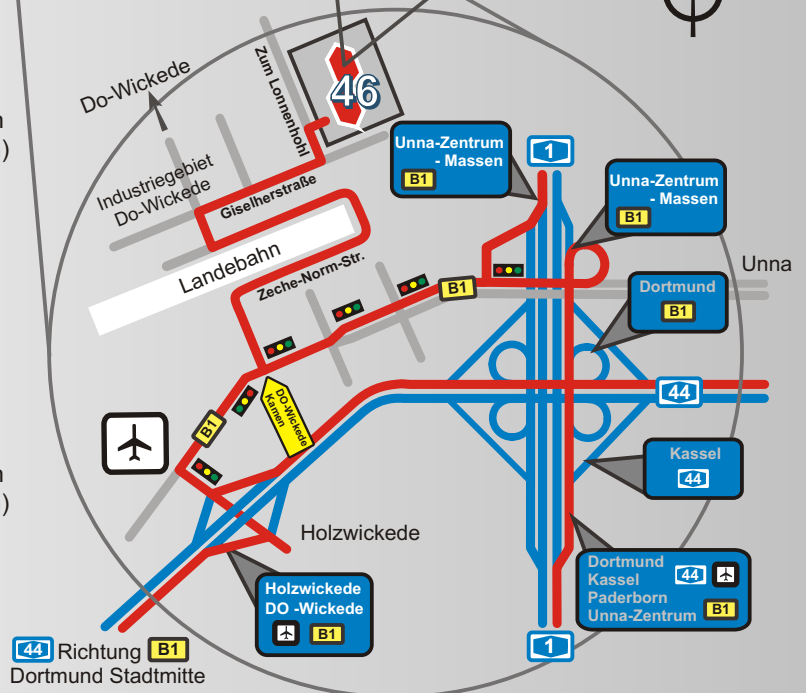 n
)
n
)
Do-Wickede
Zum Lonnenhohl
46
Industriegebiet
Do-Wickede
Giselherstraße
Landebahn
Zeche-Norm-Str.
Unna-Zentrum
- Massen
B1
1
Unna-Zentrum
- Massen
B1
Unna
Dortmund
B1
B1
44
B1
DO-Wickede
Kamen
Kassel
44
Holzwickede
Holzwickede
DO -Wickede
B1
Dortmund
Kassel
Paderborn
Unna-Zentrum
44
B1
1
44 Richtung B1
Dortmund Stadtmitte